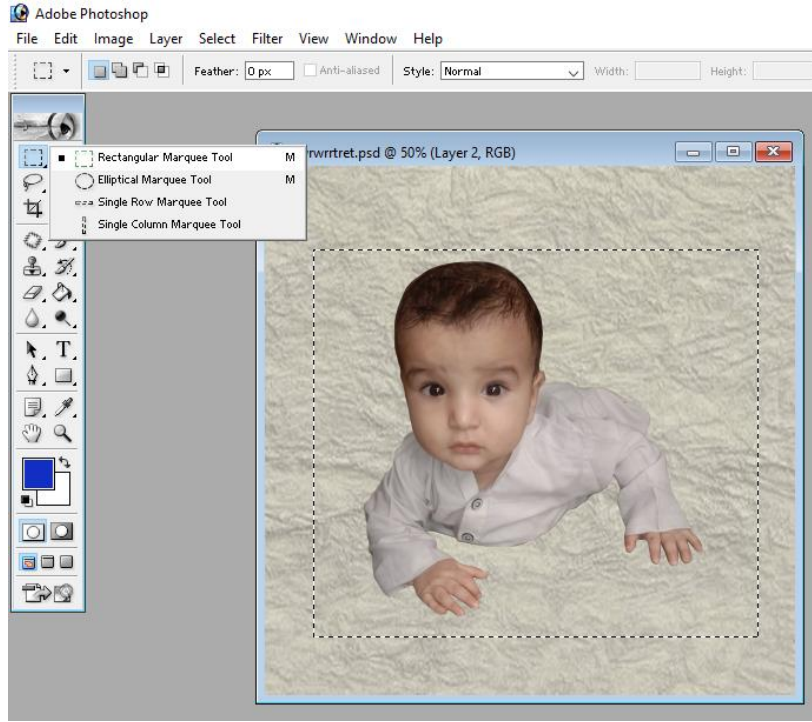 Adobe Photoshop
File Edit Image Layer Select Filter View Window Help
Feather: 0 px Anti-aliased Style: Normal Width: Height:
rwrrtret.psd @ 50% (Layer 2, RGB)
Rectangular Marquee Tool M
Elliptical Marquee Tool M
Single Row Marquee Tool
Single Column Marquee Tool
T